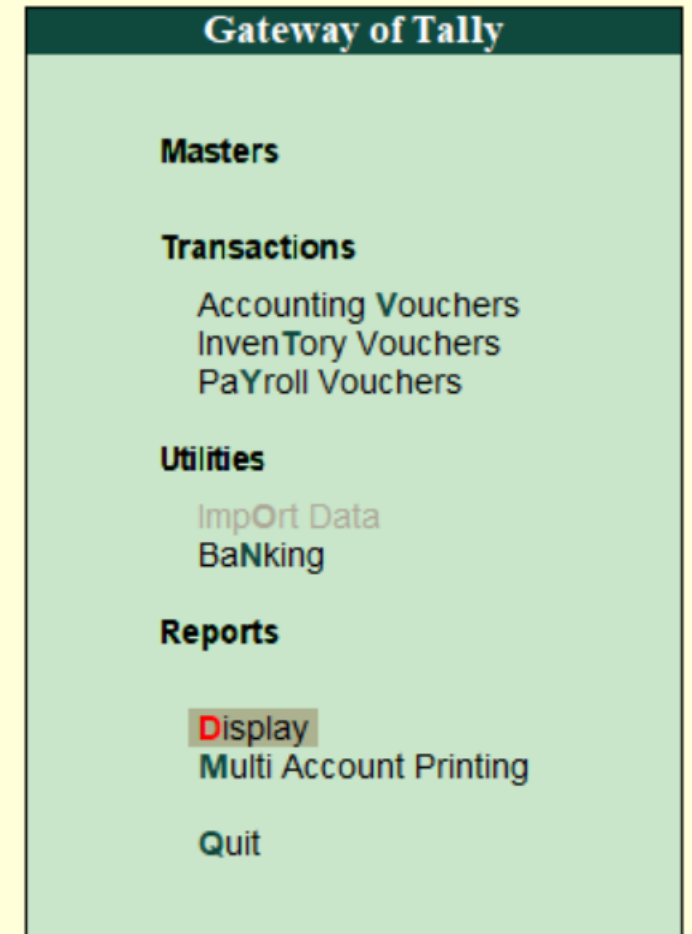 Gateway of Tally
Masters
Transactions
Accounting Vouchers
InvenTory Vouchers
PaYroll Vouchers
Utilities
ImpOrt Data
BaNking
Reports
Display
Multi Account Printing
Quit